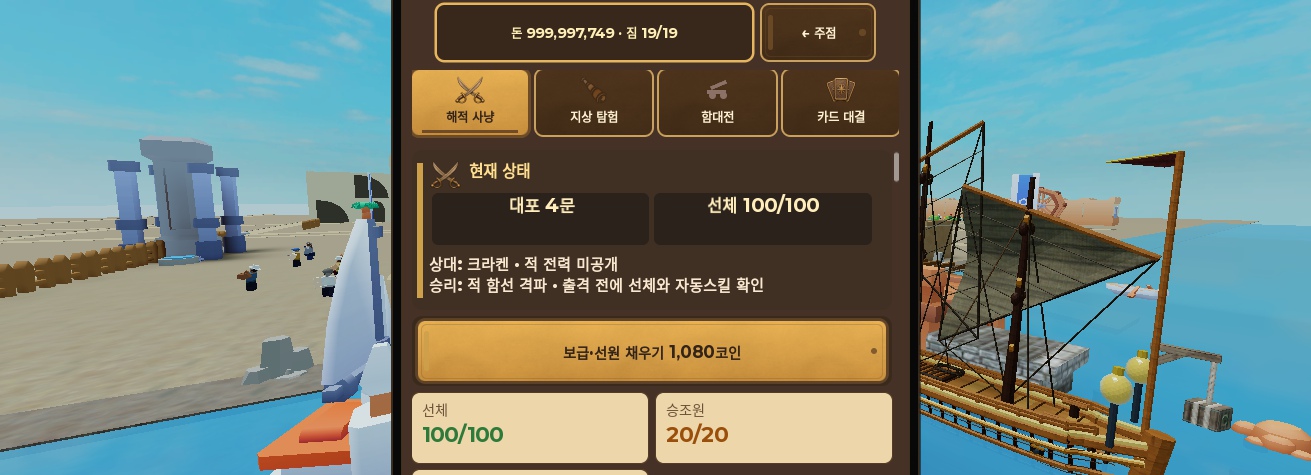 돈 999,997,749 · 짐 19/19
← 주점
해적 사냥
지상 탐험
함대전
카드 대결
현재 상태
대포 4문
선체 100/100
상대: 크라켄 • 적 전력 미공개
승리: 적 함선 격파 • 출격 전에 선체와 자동스킬 확인
보급·선원 채우기 1,080코인
선체
100/100
승조원
20/20